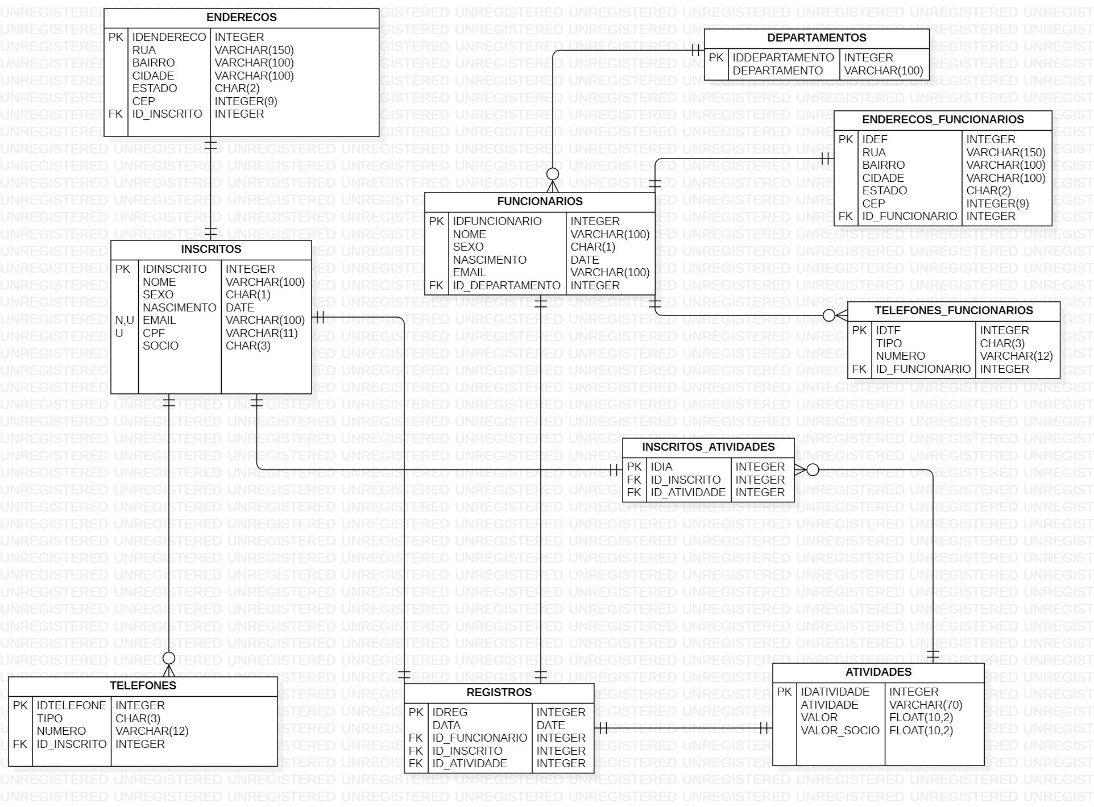 ENDERECOS
PK IDENDERECO INTEGER
RUA VARCHAR(150)
BAIRRO VARCHAR(100)
CIDADE VARCHAR(100)
ESTADO CHAR(2)
CEP INTEGER(9)
FK ID_INSCRITO INTEGER
DEPARTAMENTOS
PK IDDEPARTAMENTO INTEGER
DEPARTAMENTO VARCHAR(100)
ENDERECOS_FUNCIONARIOS
PK IDEF INTEGER
RUA VARCHAR(150)
BAIRRO VARCHAR(100)
CIDADE VARCHAR(100)
ESTADO CHAR(2)
CEP INTEGER(9)
FK ID_FUNCIONARIO INTEGER
FUNCIONARIOS
PK IDFUNCIONARIO INTEGER
NOME VARCHAR(100)
SEXO CHAR(1)
NASCIMENTO DATE
EMAIL VARCHAR(100)
FK ID_DEPARTAMENTO INTEGER
INSCRITOS
PK IDINSCRITO INTEGER
NOME VARCHAR(100)
SEXO CHAR(1)
NASCIMENTO DATE
N,U EMAIL VARCHAR(100)
U CPF VARCHAR(11)
SOCIO CHAR(3)
TELEFONES_FUNCIONARIOS
PK IDTF INTEGER
TIPO CHAR(3)
NUMERO VARCHAR(12)
FK ID_FUNCIONARIO INTEGER
INSCRITOS_ATIVIDADES
PK IDIA INTEGER
FK ID_INSCRITO INTEGER
FK ID_ATIVIDADE INTEGER
TELEFONES
PK IDTELEFONE INTEGER
TIPO CHAR(3)
NUMERO VARCHAR(12)
FK ID_INSCRITO INTEGER
REGISTROS
PK IDREG INTEGER
DATA DATE
FK ID_FUNCIONARIO INTEGER
FK ID_INSCRITO INTEGER
FK ID_ATIVIDADE INTEGER
ATIVIDADES
PK IDATIVIDADE INTEGER
ATIVIDADE VARCHAR(70)
VALOR FLOAT(10,2)
VALOR_SOCIO FLOAT(10,2)
UNREGISTERED